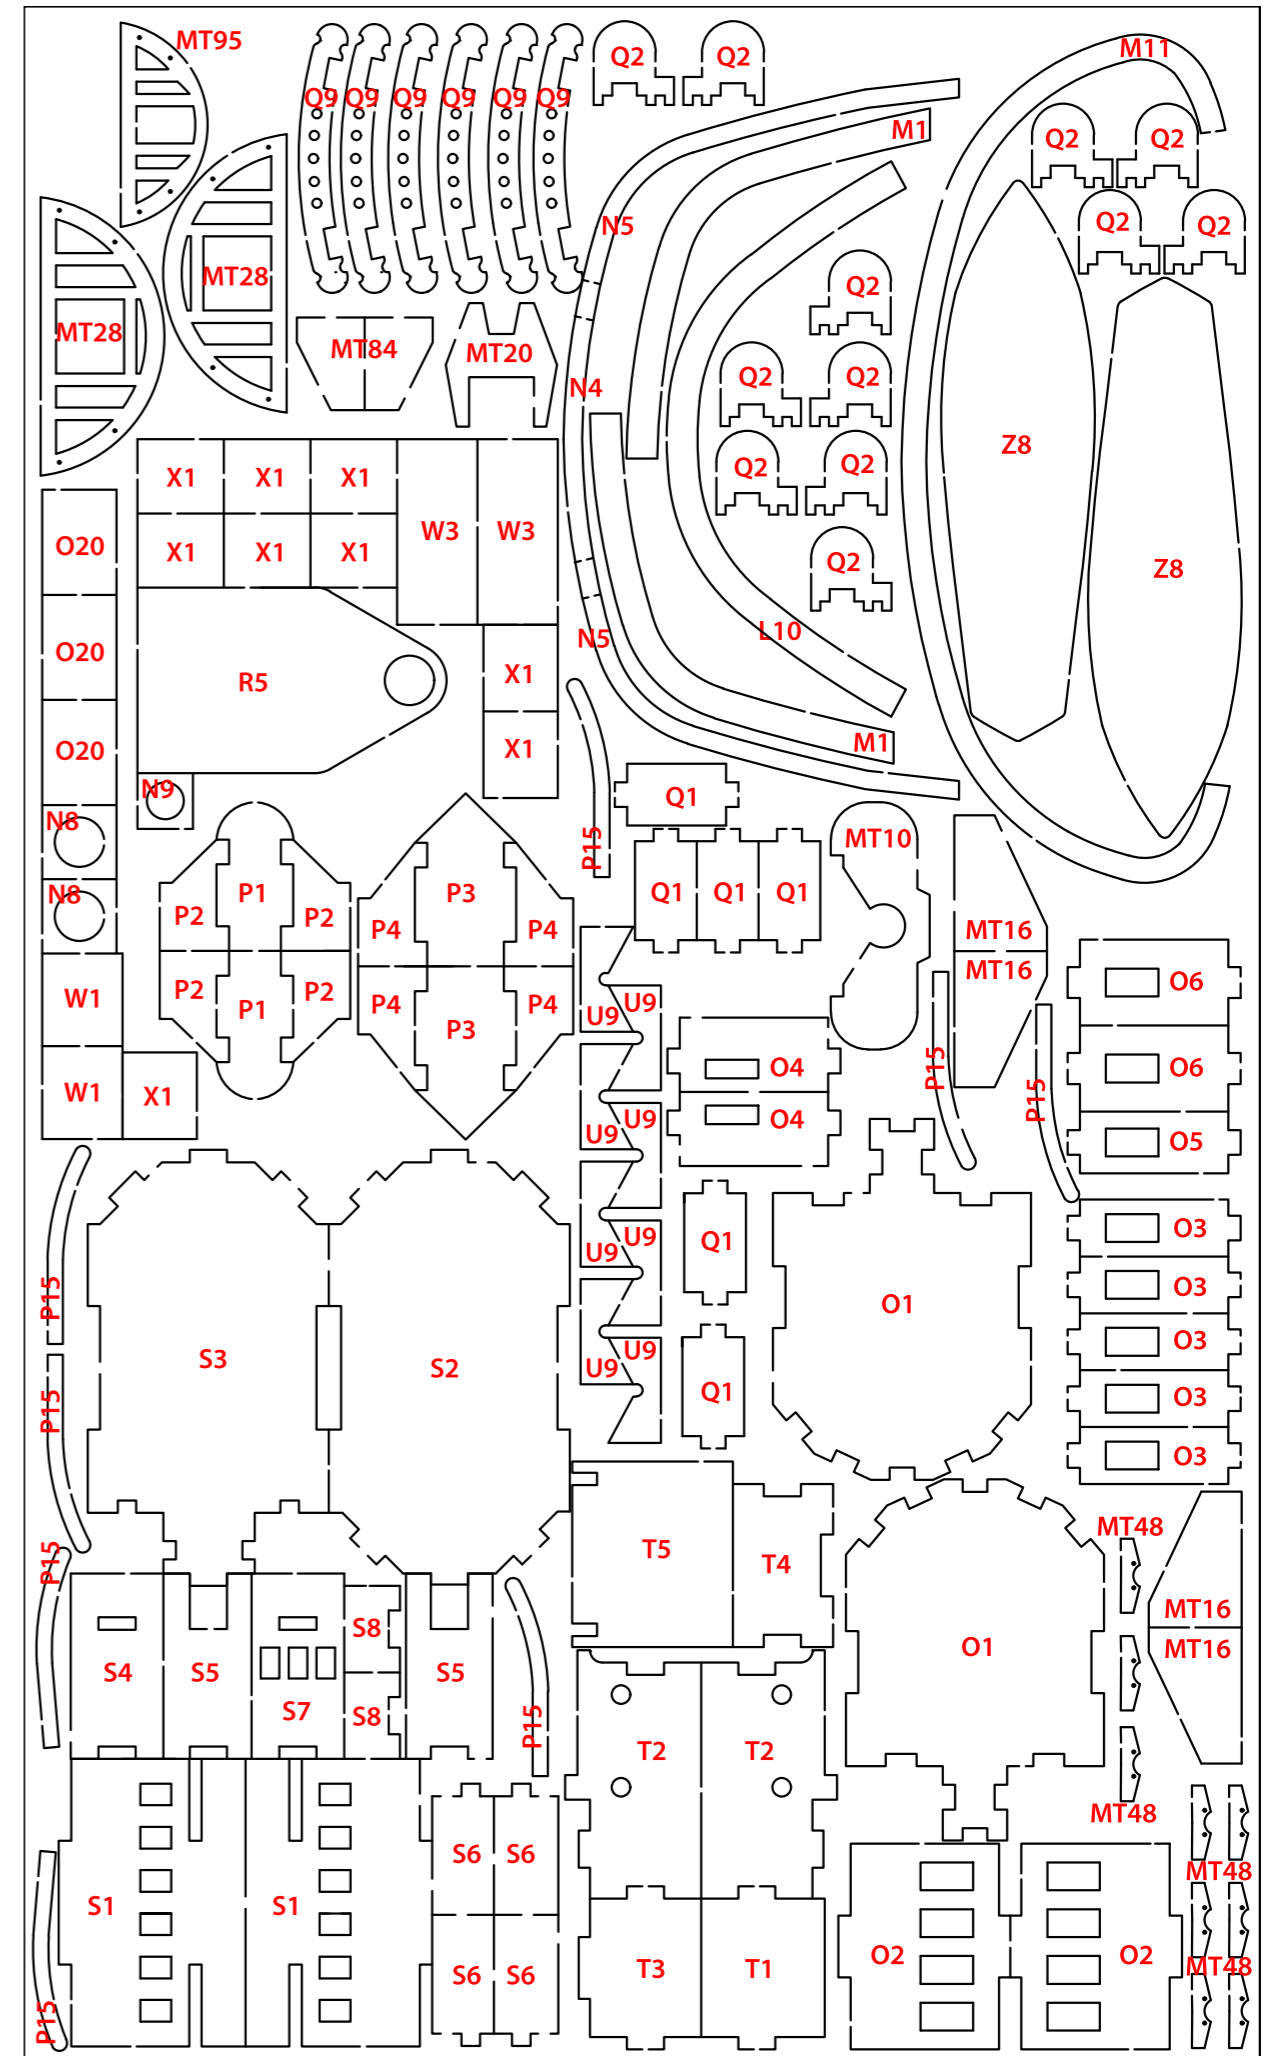 MT95
M11
Q2 Q2
Q9 Q9 Q9 Q9 Q9 Q9
M1
Q2 Q2
Q2 Q2
N5
MT28
Q2
MT28
MT84
MT20
Q2 Q2
N4
Z8
X1 X1 X1
Q2 Q2
W3 W3
O20
X1 X1 X1
Q2
Z8
N5
L10
O20
R5
X1
O20
X1
M1
N9
Q1
N8
MT10
P15
N8
P1
P3
Q1 Q1 Q1
P2 P2
P4 P4
MT16
MT16
O6
P2 P2
W1
P1
P4 P4
P3
U9 U9
P15
O4
O6
W1
X1
P15
U9 U9
O4
O5
U9 U9
Q1
O3
P15
O1
O3
S3
S2
U9 U9
O3
P15
Q1
O3
O3
MT48
P15
T5
T4
S8
MT16
S4
S5
S5
O1
MT16
S7
S8
P15
T2 T2
MT48
S6 S6
MT48
S1
S1
O2
O2
S6 S6
T3
T1
MT48
P15